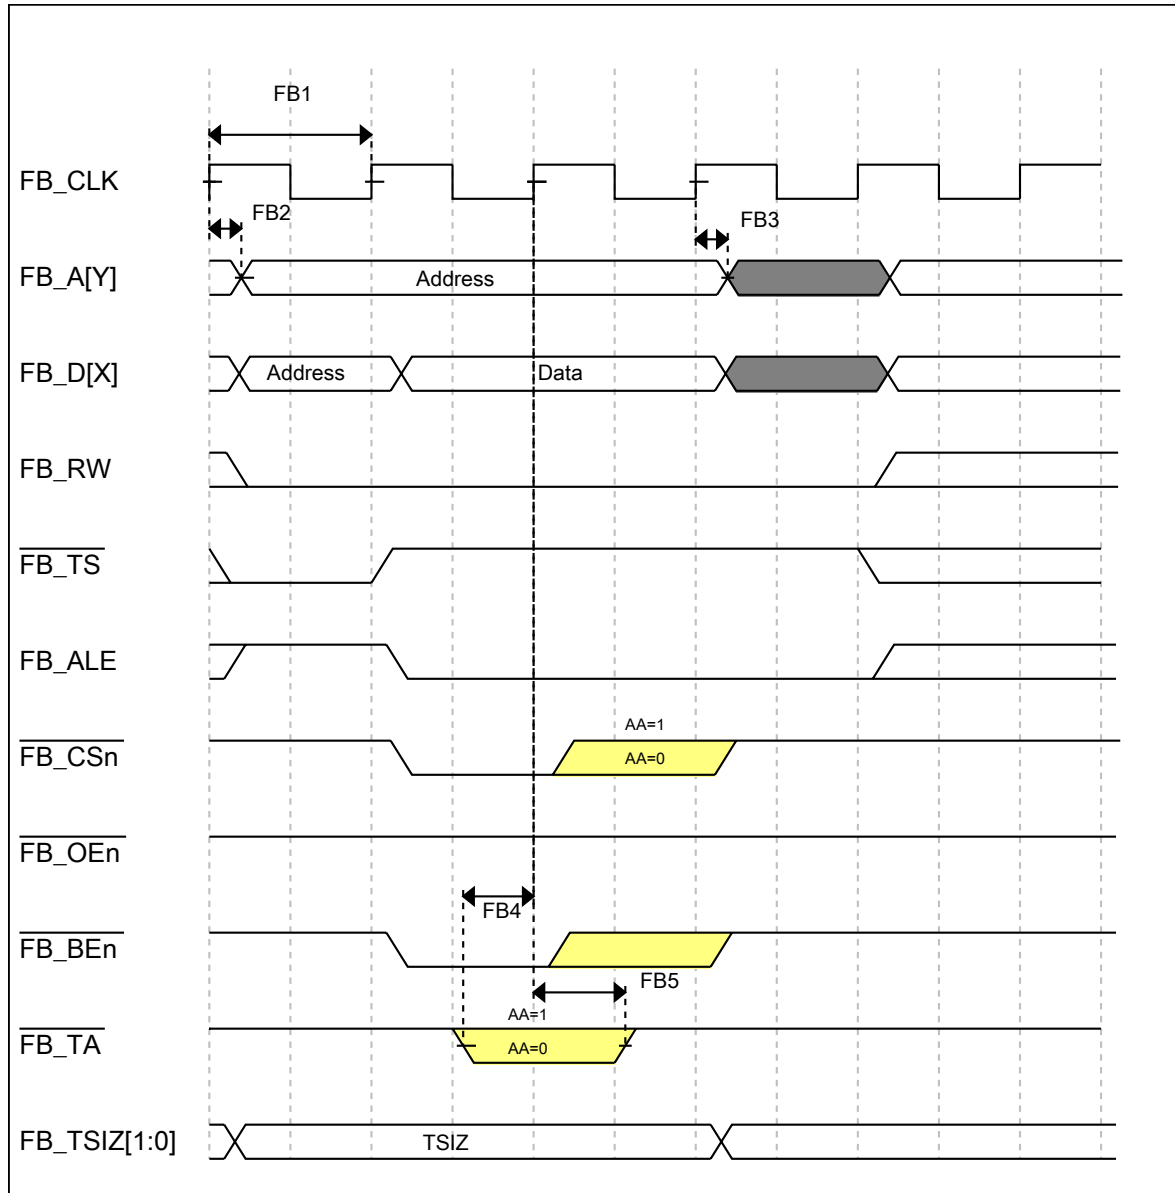 FB1
FB_CLK
FB2
FB3
FB_A[Y]
Address
FB_D[X]
Address
Data
FB_RW
FB_TS
FB_ALE
AA=1
FB_CSn
AA=0
FB_OEn
FB4
FB_BEn
FB5
AA=1
FB_TA
AA=0
FB_TSIZ[1:0]
TSIZ